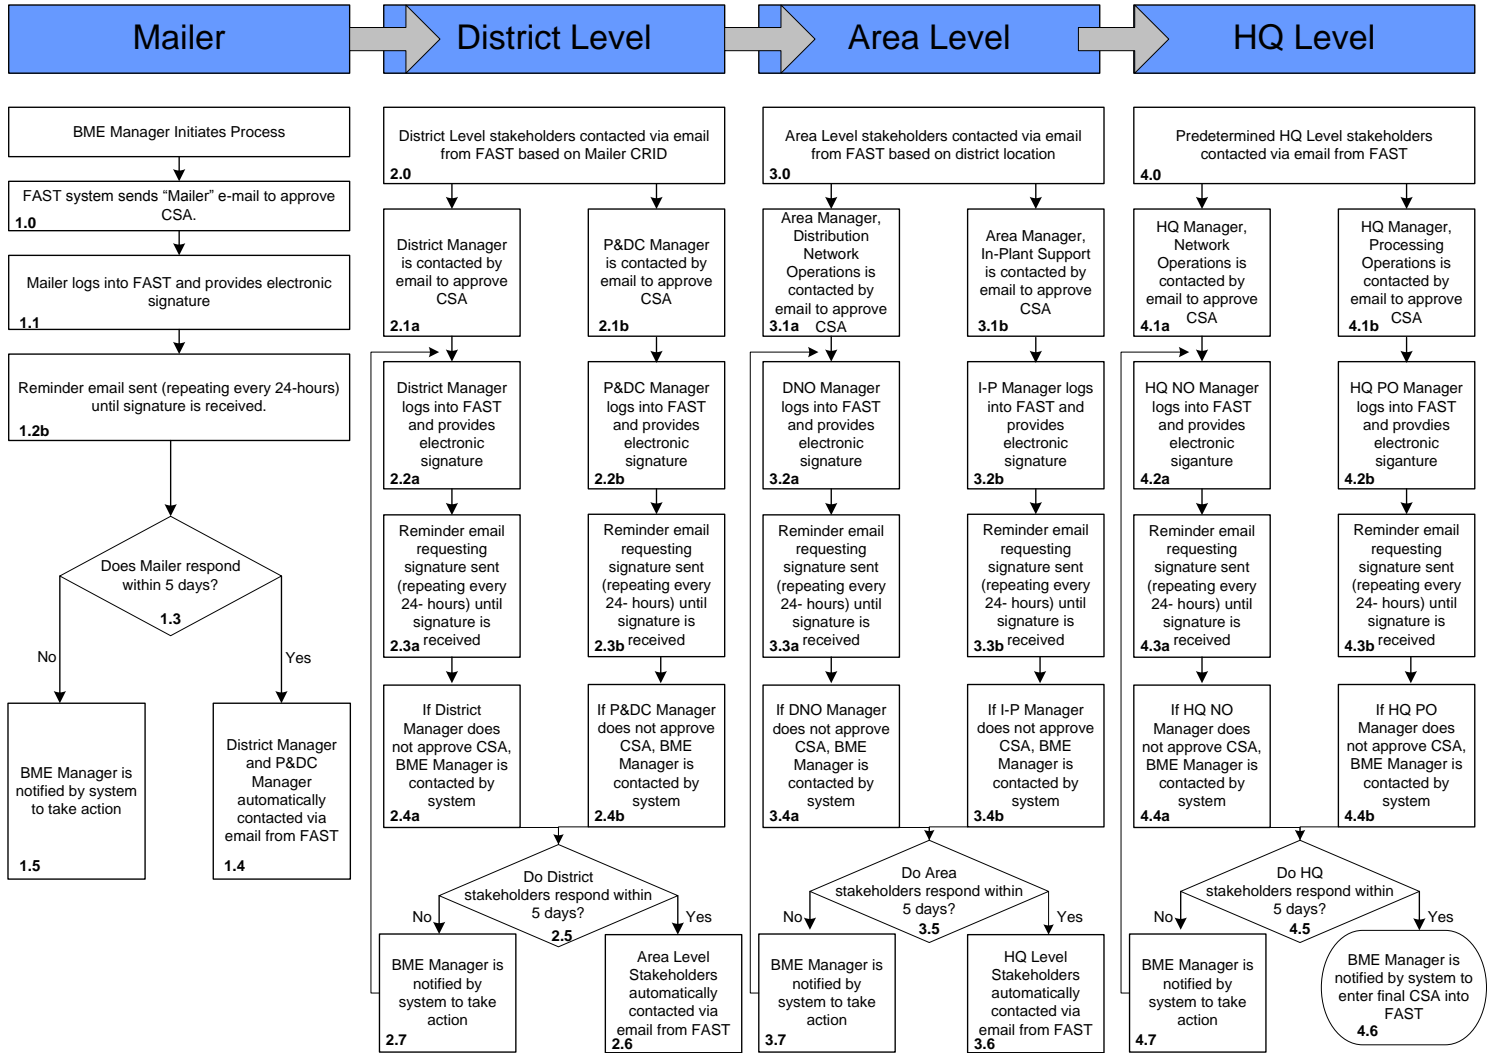 Mailer
District Level
Area Level
HQ Level
BME Manager Initiates Process
FAST system sends “Mailer” e-mail to approve
CSA.
1.0
Mailer logs into FAST and provides electronic
signature
1.1
Reminder email sent (repeating every 24-hours)
until signature is received.
1.2b
Does Mailer respond
within 5 days?
1.3
No
Yes
BME Manager is
notified by system
to take action
1.5
District Manager
and P&DC
Manager
automatically
contacted via
email from FAST
1.4
District Level stakeholders contacted via email
from FAST based on Mailer CRID
2.0
District Manager
is contacted by
email to approve
CSA
2.1a
P&DC Manager
is contacted by
email to approve
CSA
2.1b
District Manager
logs into FAST
and provides
electronic
signature
2.2a
P&DC Manager
logs into FAST
and provides
electronic
signature
2.2b
Reminder email
requesting
signature sent
(repeating every
24- hours) until
signature is
received
2.3a
Reminder email
requesting
signature sent
(repeating every
24- hours) until
signature is
received
2.3b
If District
Manager does
not approve CSA,
BME Manager is
contacted by
system
2.4a
If P&DC Manager
does not approve
CSA, BME
Manager is
contacted by
system
2.4b
Do District
stakeholders respond within
5 days?
2.5
No
Yes
BME Manager is
notified by
system to take
action
2.7
Area Level
Stakeholders
automatically
contacted via
email from FAST
2.6
Area Level stakeholders contacted via email
from FAST based on district location
3.0
Area Manager,
Distribution
Network
Operations is
contacted by
email to approve
CSA
3.1a
Area Manager,
In-Plant Support
is contacted by
email to approve
CSA
3.1b
DNO Manager
logs into FAST
and provides
electronic
signature
3.2a
I-P Manager logs
into FAST and
provides
electronic
signature
3.2b
Reminder email
requesting
signature sent
(repeating every
24- hours) until
signature is
received
3.3a
Reminder email
requesting
signature sent
(repeating every
24- hours) until
signature is
received
3.3b
If DNO Manager
does not approve
CSA, BME
Manager is
contacted by
system
3.4a
If I-P Manager
does not approve
CSA, BME
Manager is
contacted by
system
3.4b
Do Area
stakeholders respond within
5 days?
3.5
No
Yes
BME Manager is
notified by
system to take
action
3.7
HQ Level
Stakeholders
automatically
contacted via
email from FAST
3.6
Predetermined HQ Level stakeholders
contacted via email from FAST
4.0
HQ Manager,
Network
Operations is
contacted by
email to approve
CSA
4.1a
HQ Manager,
Processing
Operations is
contacted by
email to approve
CSA
4.1b
HQ NO Manager
logs into FAST
and provides
electronic
siganture
4.2a
HQ PO Manager
logs into FAST
and provdies
electronic
siganture
4.2b
Reminder email
requesting
signature sent
(repeating every
24- hours) until
signature is
received
4.3a
Reminder email
requesting
signature sent
(repeating every
24- hours) until
signature is
received
4.3b
If HQ NO
Manager does
not approve CSA,
BME Manager is
contacted by
system
4.4a
If HQ PO
Manager does
not approve CSA,
BME Manager is
contacted by
system
4.4b
Do HQ
stakeholders respond within
5 days?
4.5
No
Yes
BME Manager is
notified by
system to take
action
4.7
BME Manager is
notified by system to
enter final CSA into
FAST
4.6